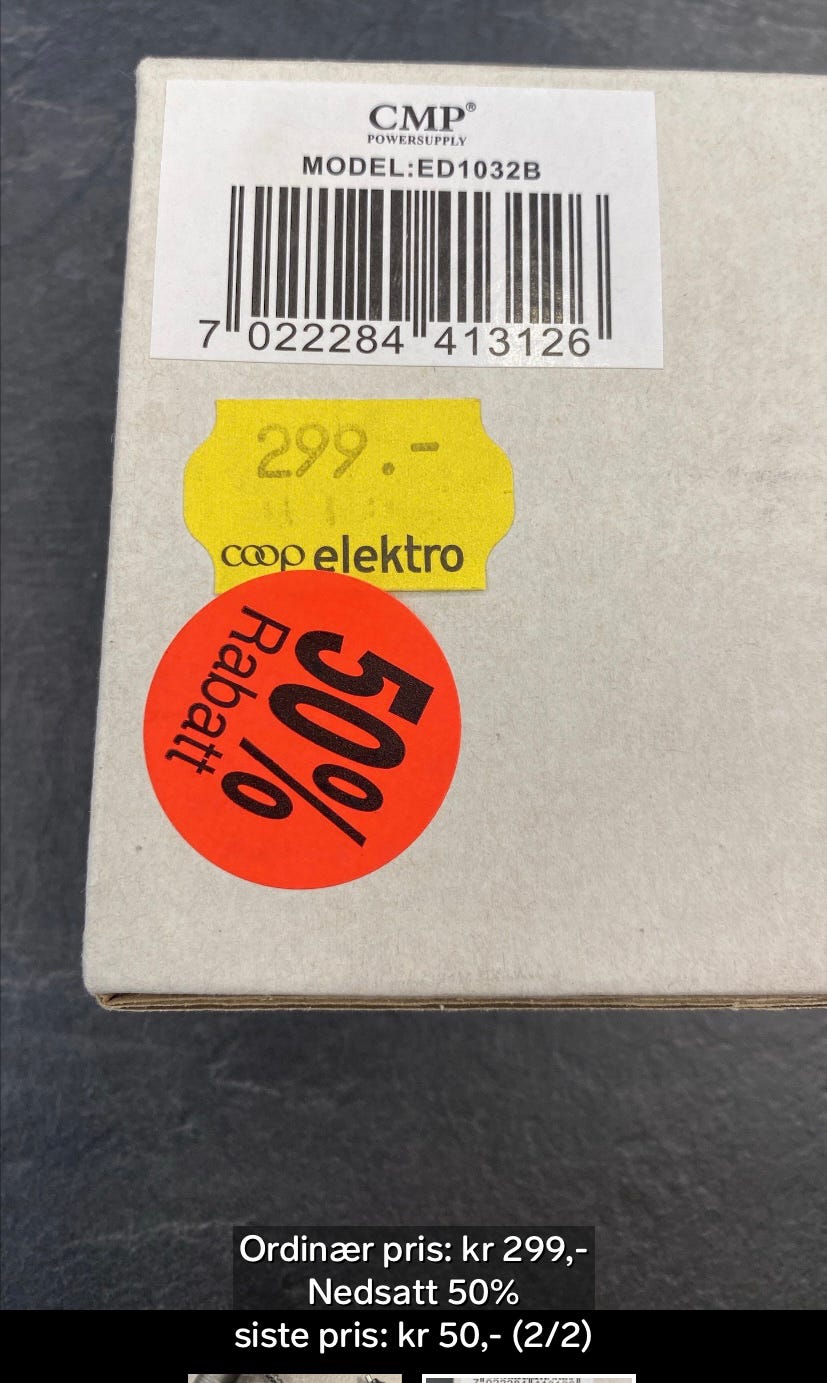 CMP®
POWERSUPPLY
MODEL:ED1032B
7 022284 413126
299.-
coop elektro
50%
Rabatt
Ordinær pris: kr 299,-
Nedsatt 50%
siste pris: kr 50,- (2/2)